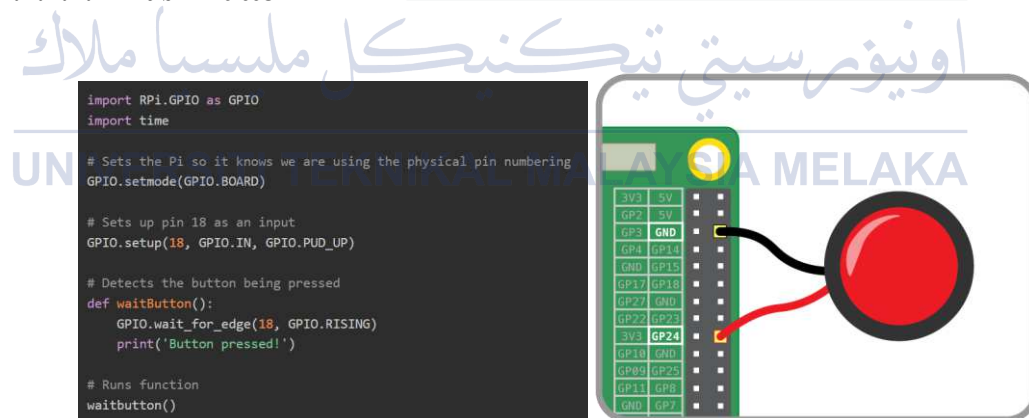 اونيۏرسيتي تيكنيكل مليسيا ملاك
UNIVERSITI TEKNIKAL MALAYSIA MELAKA
import RPi.GPIO as GPIO
import time
# Sets the Pi so it knows we are using the physical pin numbering
GPIO.setmode(GPIO.BOARD)
# Sets up pin 18 as an input
GPIO.setup(18, GPIO.IN, GPIO.PUD_UP)
# Detects the button being pressed
def waitButton():
    GPIO.wait_for_edge(18, GPIO.RISING)
    print('Button pressed!')
# Runs function
waitbutton()
3V3 5V
GP2 5V
GP3 GND
GP4 GP14
GND GP15
GP17 GP18
GP27 GND
GP22 GP23
3V3 GP24
GP10 GND
GP09 GP25
GP11 GP8
GND GP7